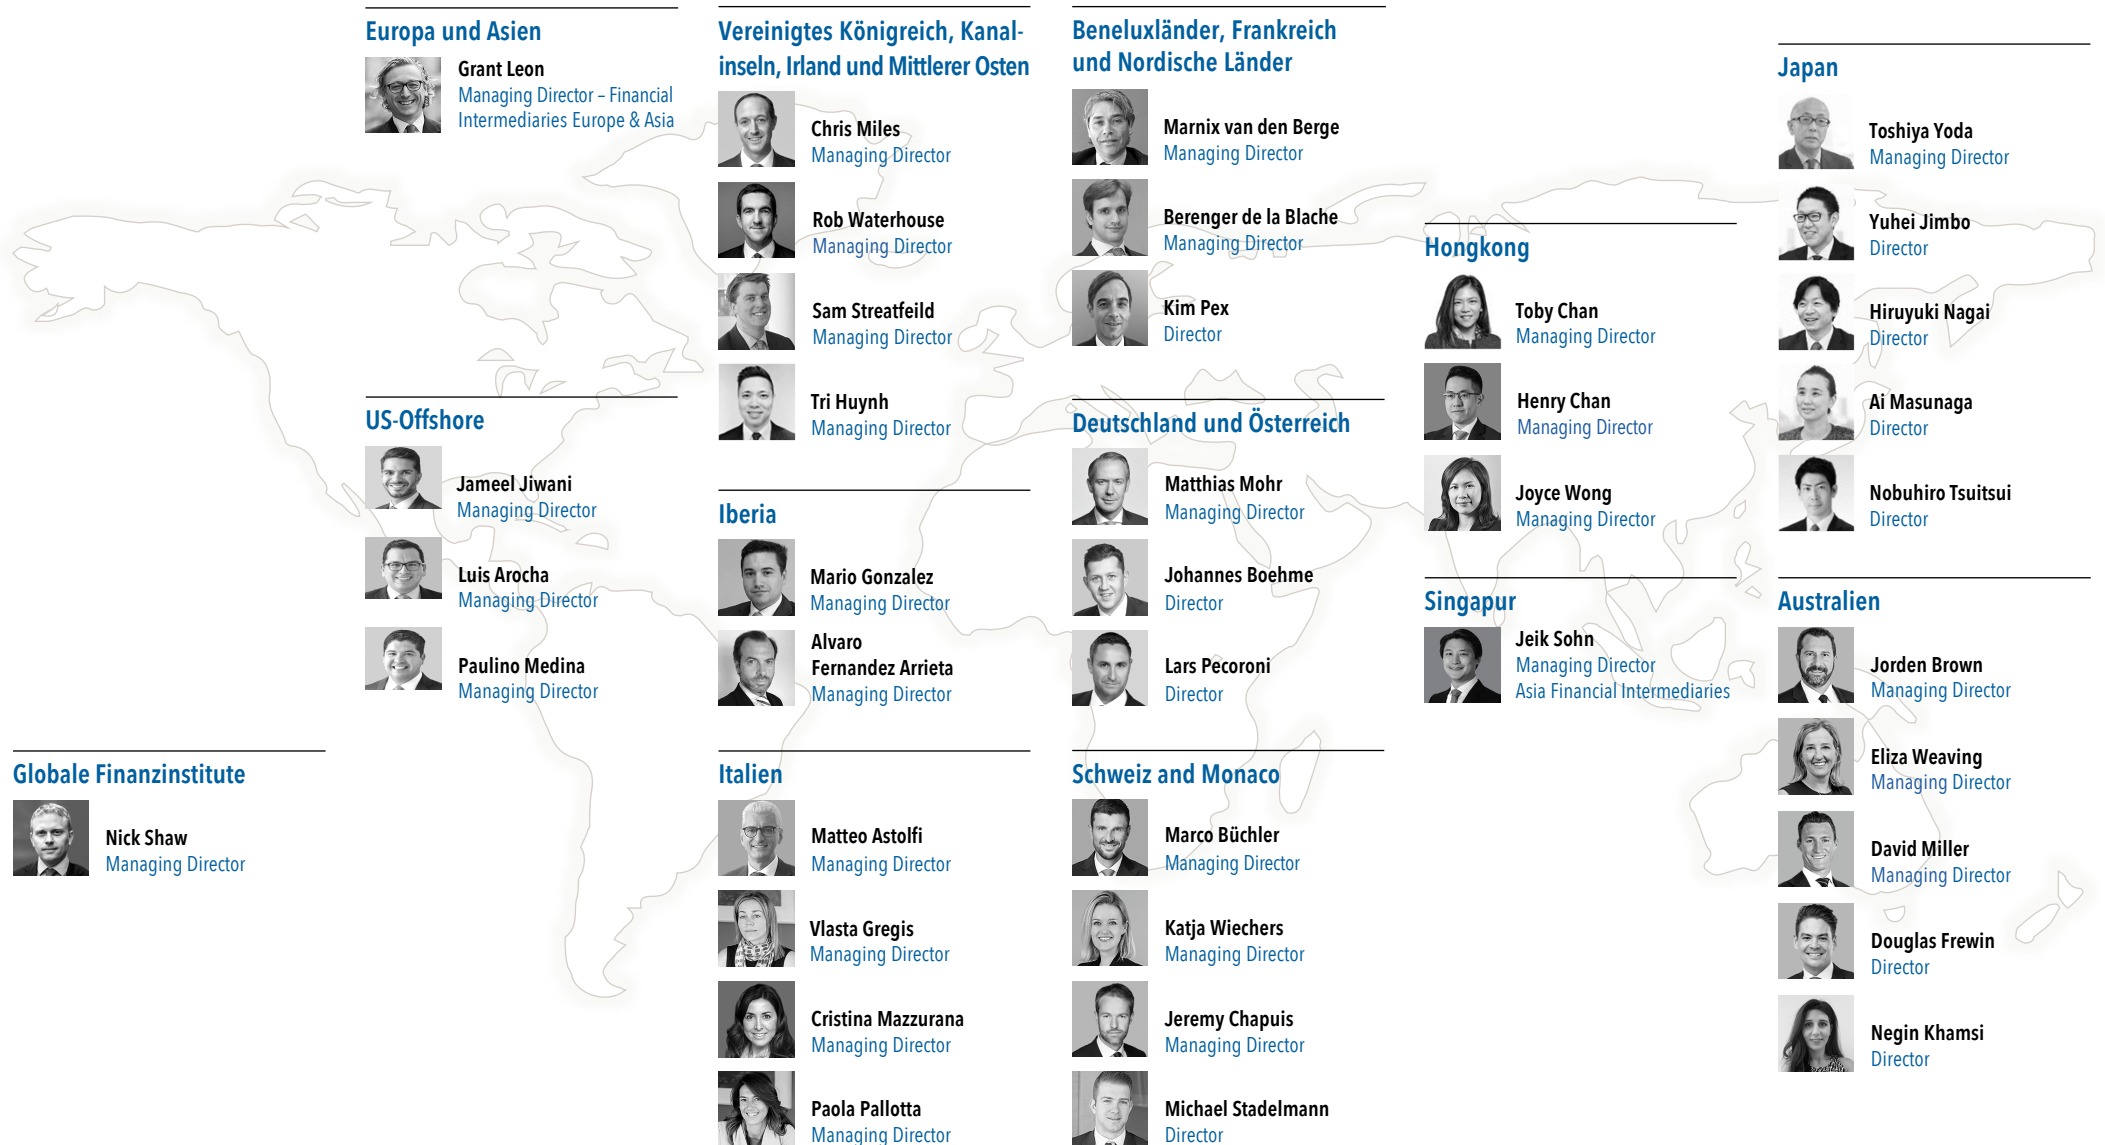 Europa und Asien
Grant Leon
Managing Director – Financial
Intermediaries Europe & Asia
US-Offshore
Jameel Jiwani
Managing Director
Luis Arocha
Managing Director
Paulino Medina
Managing Director
Globale Finanzinstitute
Nick Shaw
Managing Director
Vereinigtes Königreich, Kanal-
inseln, Irland und Mittlerer Osten
Chris Miles
Managing Director
Rob Waterhouse
Managing Director
Sam Streatfeild
Managing Director
Tri Huynh
Managing Director
Iberia
Mario Gonzalez
Managing Director
Alvaro
Fernandez Arrieta
Managing Director
Italien
Matteo Astolfi
Managing Director
Vlasta Gregis
Managing Director
Cristina Mazzurana
Managing Director
Paola Pallotta
Managing Director
Beneluxländer, Frankreich
und Nordische Länder
Marnix van den Berge
Managing Director
Berenger de la Blache
Managing Director
Kim Pex
Director
Deutschland und Österreich
Matthias Mohr
Managing Director
Johannes Boehme
Director
Lars Pecoroni
Director
Schweiz and Monaco
Marco Büchler
Managing Director
Katja Wiechers
Managing Director
Jeremy Chapuis
Managing Director
Michael Stadelmann
Director
Hongkong
Toby Chan
Managing Director
Henry Chan
Managing Director
Joyce Wong
Managing Director
Singapur
Jeik Sohn
Managing Director
Asia Financial Intermediaries
Japan
Toshiya Yoda
Managing Director
Yuhei Jimbo
Director
Hiruyuki Nagai
Director
Ai Masunaga
Director
Nobuhiro Tsuitsui
Director
Australien
Jorden Brown
Managing Director
Eliza Weaving
Managing Director
David Miller
Managing Director
Douglas Frewin
Director
Negin Khamsi
Director